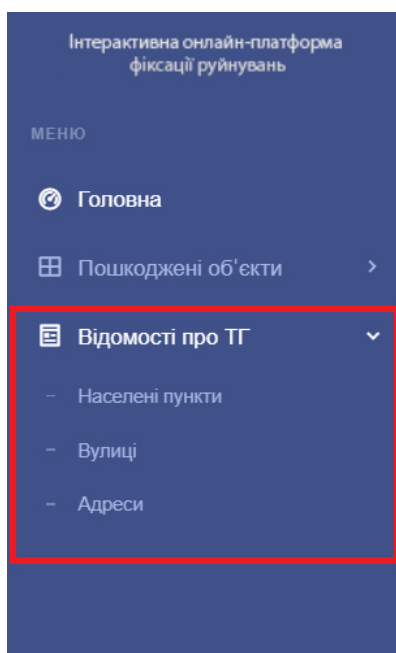 Інтерактивна онлайн-платформа
фіксації руйнувань
МЕНЮ
Головна
Пошкоджені об'єкти
Відомості про ТГ
Населені пункти
Вулиці
Адреси